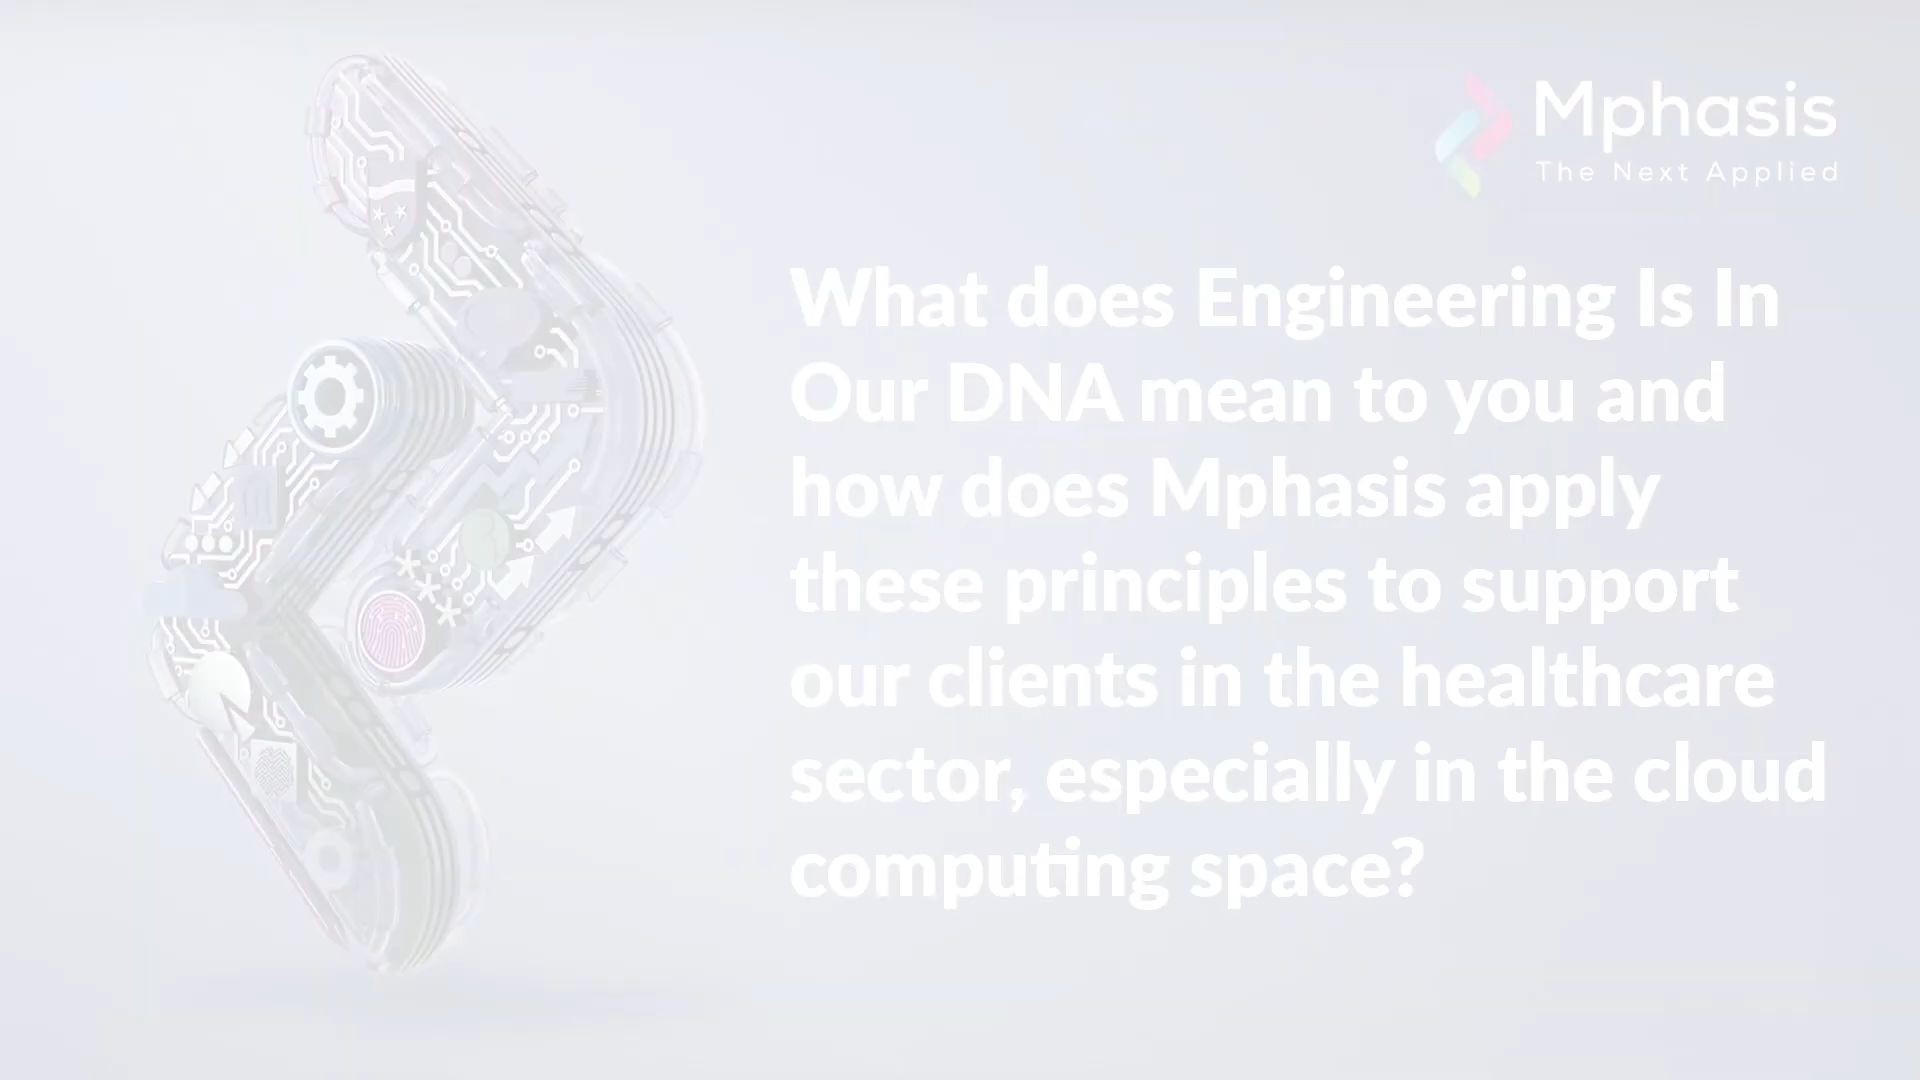 Mphasis
The Next Applied
What does Engineering Is In
Our DNA mean to you and
how does Mphasis apply
these principles to support
our clients in the healthcare
sector, especially in the cloud
computing space?